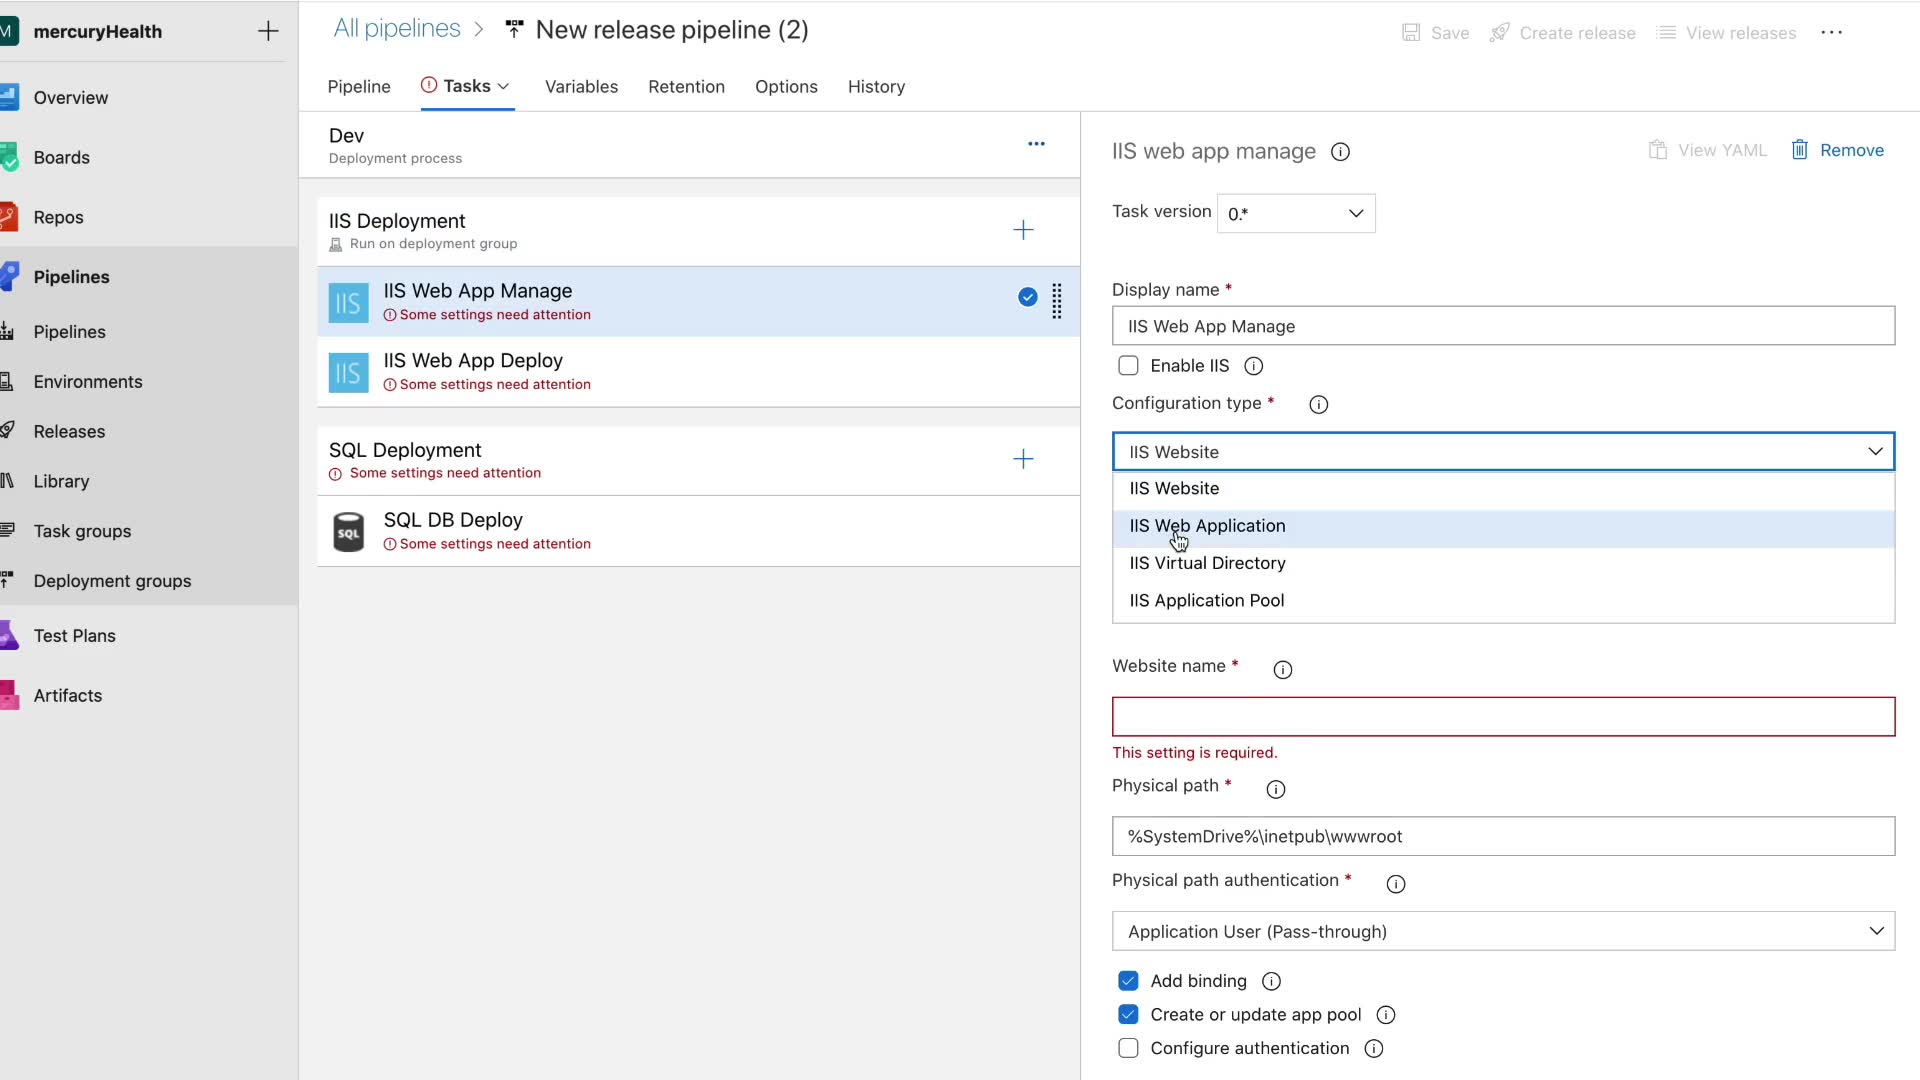 M mercuryHealth
Overview
Boards
Repos
Pipelines
Pipelines
Environments
Releases
Library
Task groups
Deployment groups
Test Plans
Artifacts
All pipelines > New release pipeline (2)
Save Create release View releases ...
Pipeline Tasks Variables Retention Options History
Dev
Deployment process
IIS Deployment
Run on deployment group
IIS IIS Web App Manage
Some settings need attention
IIS IIS Web App Deploy
Some settings need attention
SQL Deployment
Some settings need attention
SQL SQL DB Deploy
Some settings need attention
IIS web app manage
View YAML Remove
Task version 0.*
Display name *
IIS Web App Manage
Enable IIS
Configuration type *
IIS Website
IIS Website
IIS Web Application
IIS Virtual Directory
IIS Application Pool
Website name *
This setting is required.
Physical path *
%SystemDrive%\inetpub\wwwroot
Physical path authentication *
Application User (Pass-through)
Add binding
Create or update app pool
Configure authentication